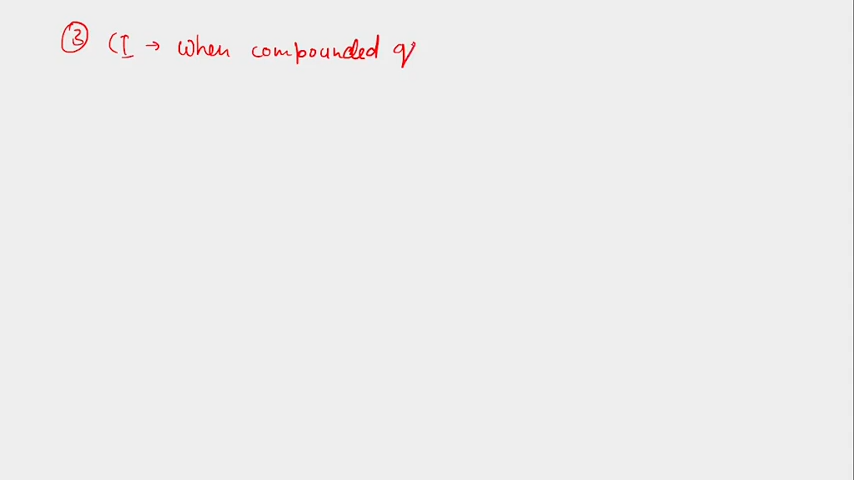 ③ CI → when compounded q